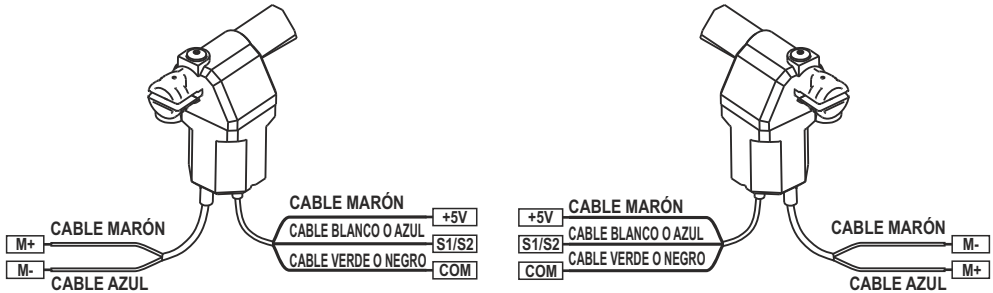 CABLE MARÓN
+5V
CABLE BLANCO O AZUL
S1/S2
CABLE VERDE O NEGRO
COM
CABLE MARÓN
M+
M-
CABLE AZUL
CABLE MARÓN
+5V
CABLE BLANCO O AZUL
S1/S2
CABLE VERDE O NEGRO
COM
CABLE MARÓN
M-
M+
CABLE AZUL